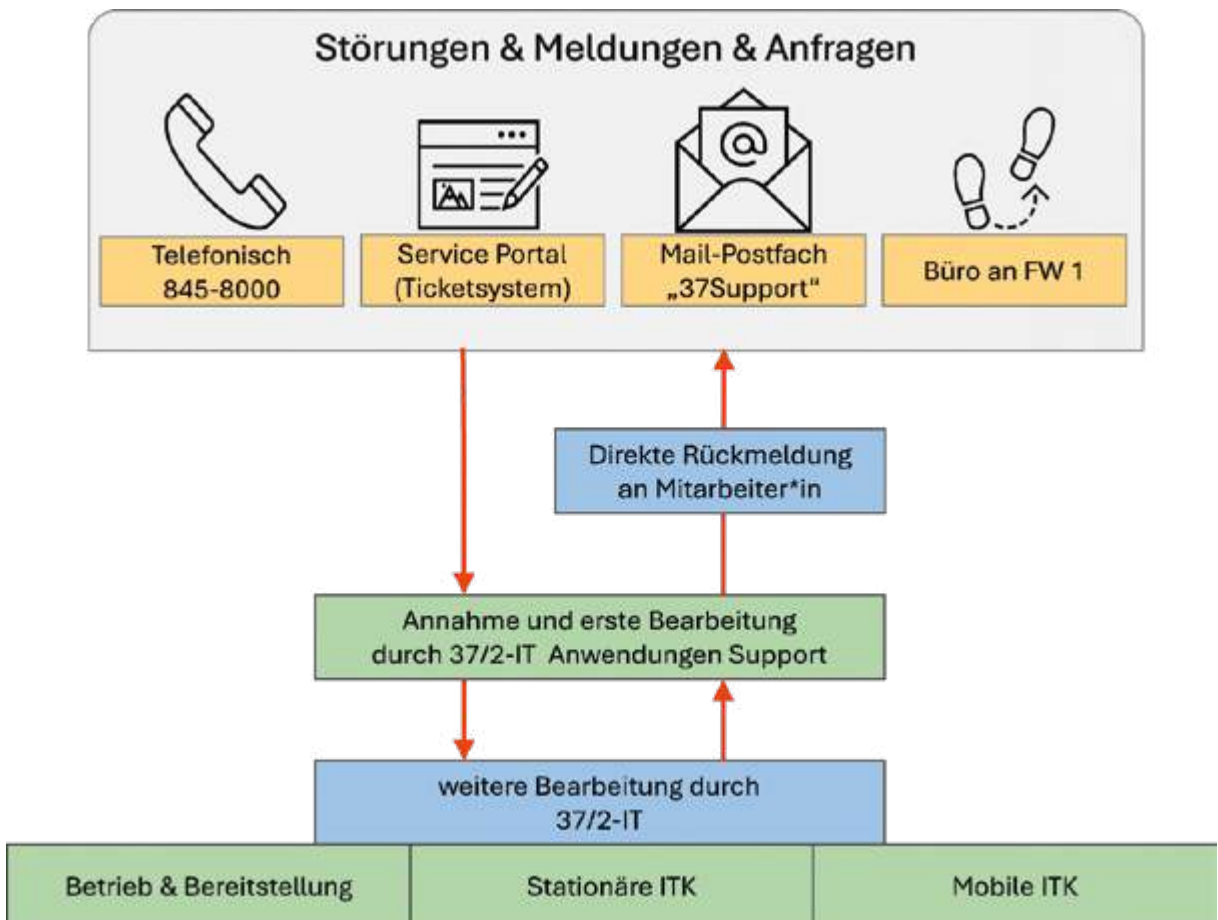 Störungen & Meldungen & Anfragen
@
Telefonisch
845-8000
Service Portal
(Ticketsystem)
Mail-Postfach
„37Support“
Büro an FW 1
Direkte Rückmeldung
an Mitarbeiter*in
Annahme und erste Bearbeitung
durch 37/2-IT Anwendungen Support
weitere Bearbeitung durch
37/2-IT
Betrieb & Bereitstellung
Stationäre ITK
Mobile ITK